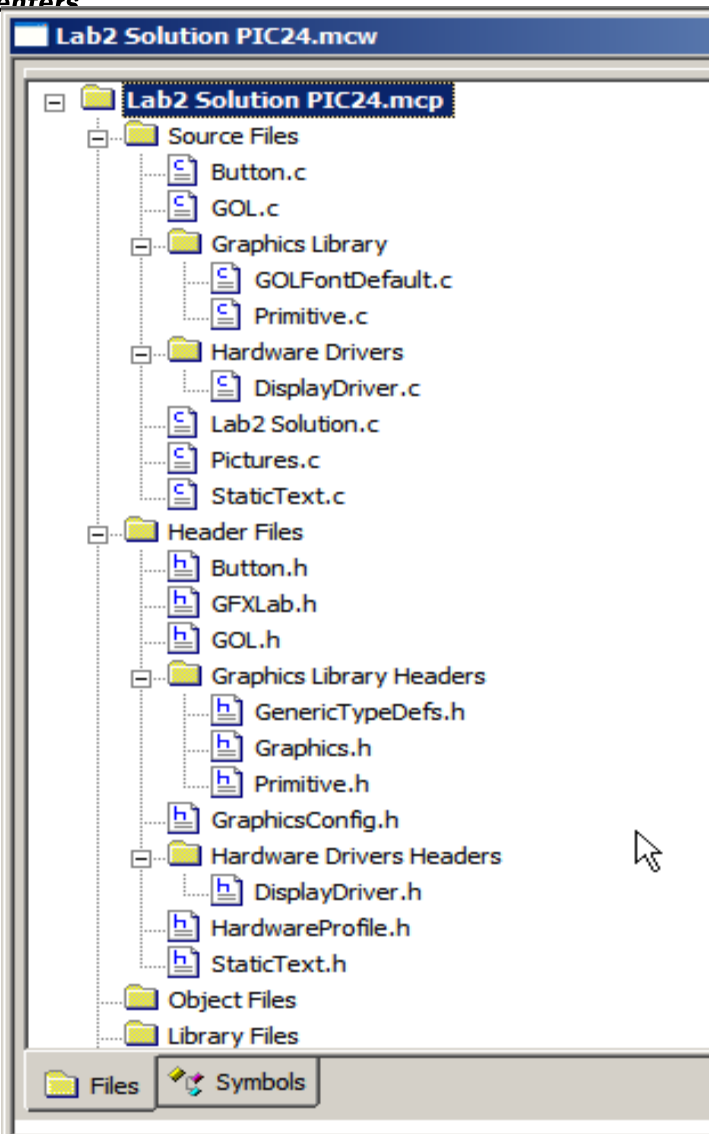 enters
Lab2 Solution PIC24.mcw
Lab2 Solution PIC24.mcp
Source Files
Button.c
GOL.c
Graphics Library
GOLFontDefault.c
Primitive.c
Hardware Drivers
DisplayDriver.c
Lab2 Solution.c
Pictures.c
StaticText.c
Header Files
Button.h
GFXLab.h
GOL.h
Graphics Library Headers
GenericTypeDefs.h
Graphics.h
Primitive.h
GraphicsConfig.h
Hardware Drivers Headers
DisplayDriver.h
HardwareProfile.h
StaticText.h
Object Files
Library Files
Files Symbols